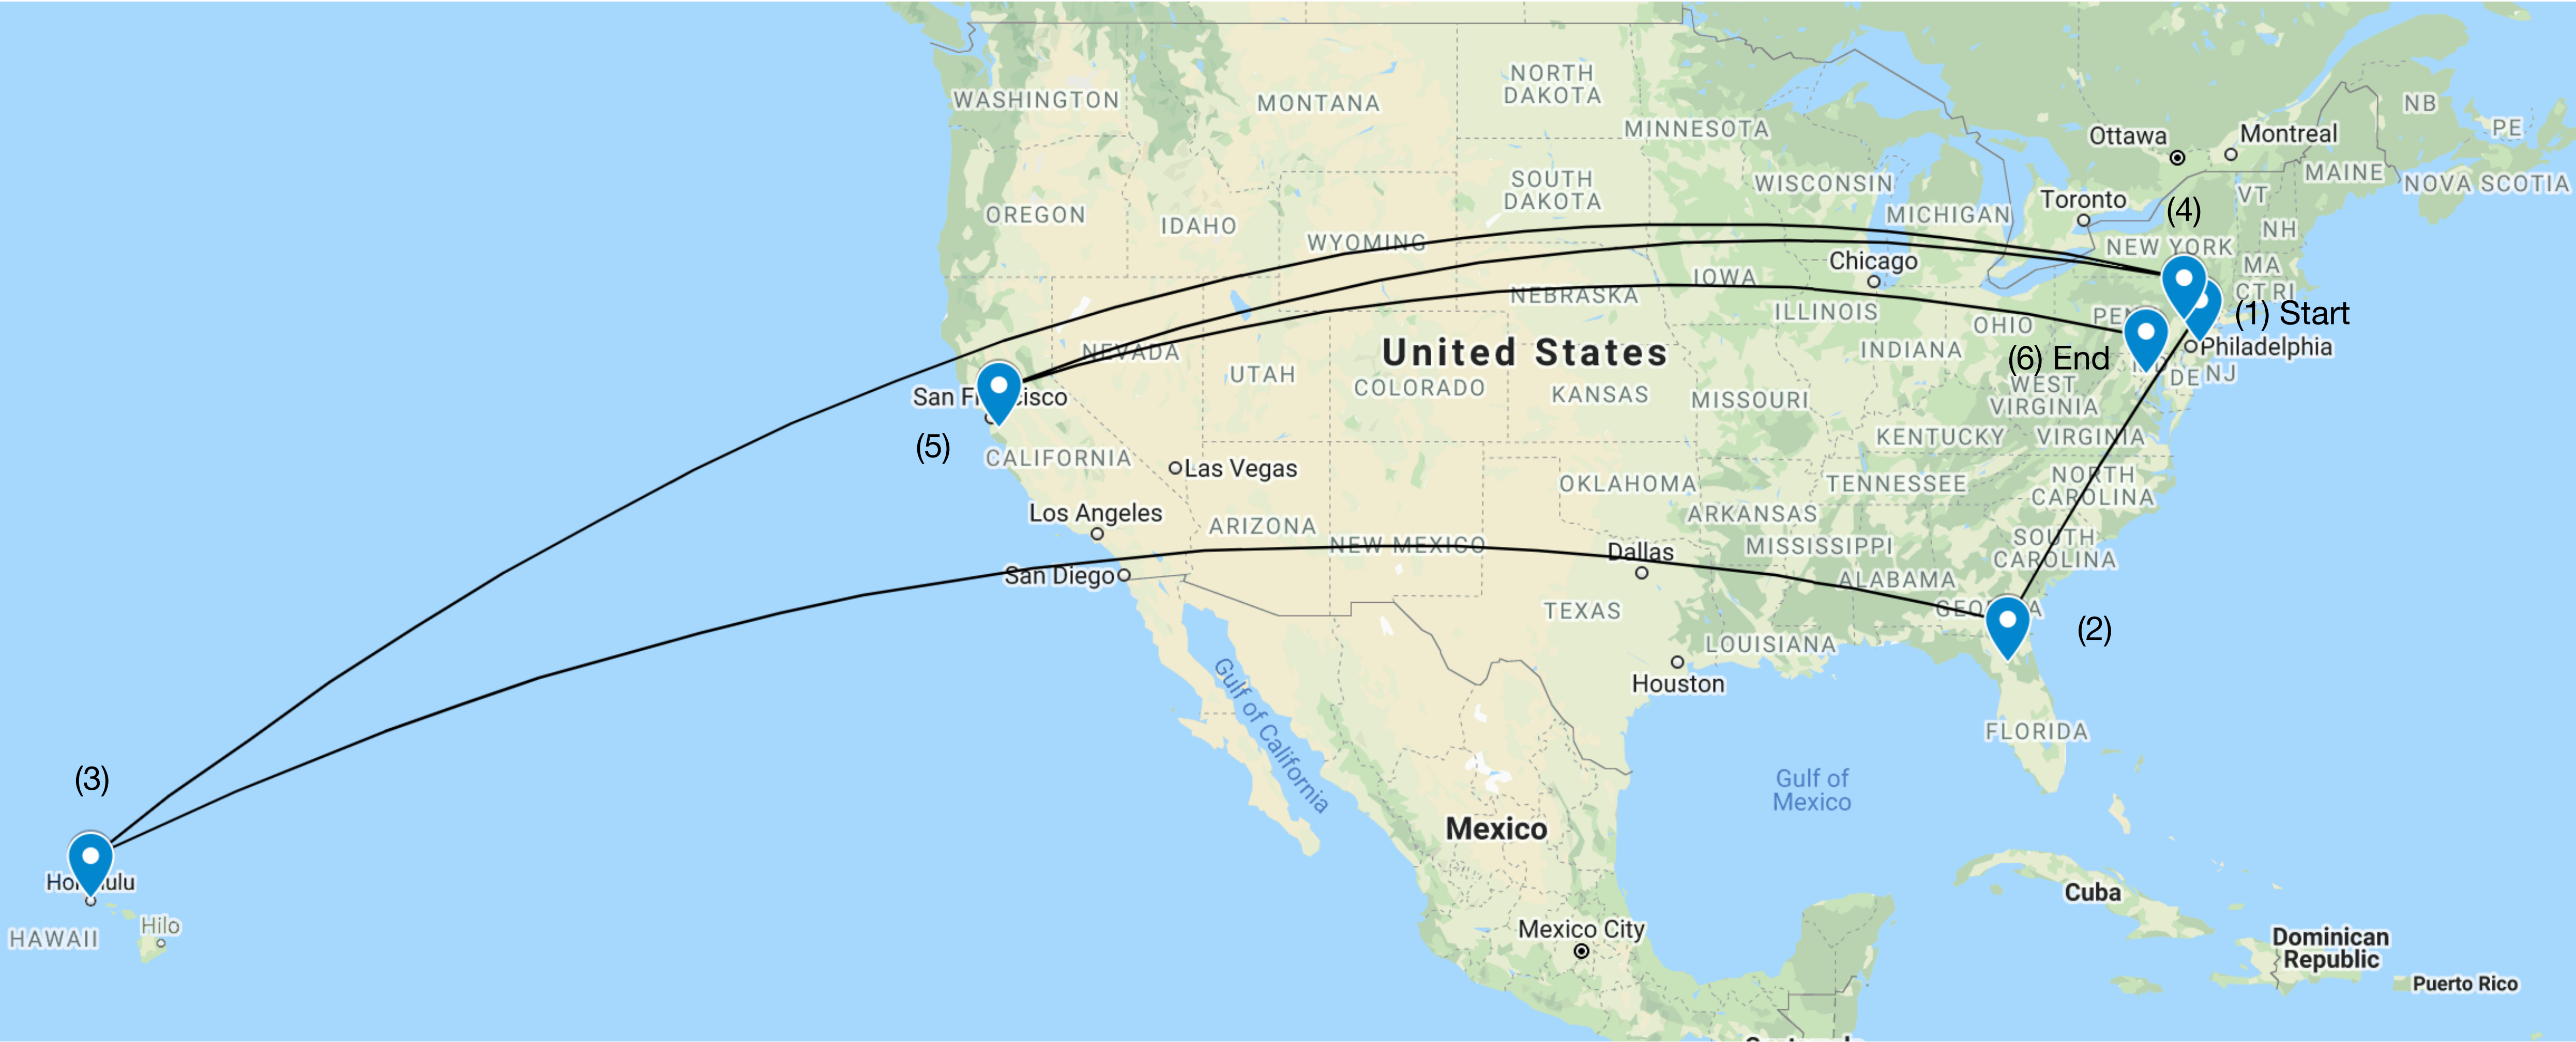 NORTH
DAKOTA
WASHINGTON
MONTANA
NB
MINNESOTA
PE
Ottawa
Montreal
MAINE
NOVA SCOTIA
SOUTH
DAKOTA
WISCONSIN
VT
Toronto
(4)
OREGON
IDAHO
MICHIGAN
NH
WYOMING
NEW YORK
Chicago
MA
IOWA
CT RI
NEBRASKA
ILLINOIS
OHIO
(1) Start
NEVADA
United States
INDIANA
(6) End
Philadelphia
UTAH
COLORADO
KANSAS
MISSOURI
WEST
VIRGINIA
DE
NJ
San Francisco
(5)
CALIFORNIA
KENTUCKY
VIRGINIA
Las Vegas
OKLAHOMA
TENNESSEE
NORTH
CAROLINA
Los Angeles
ARIZONA
ARKANSAS
NEW MEXICO
Dallas
MISSISSIPPI
SOUTH
CAROLINA
San Diego
ALABAMA
TEXAS
GEORGIA
(2)
LOUISIANA
Houston
Gulf of California
FLORIDA
(3)
Gulf of
Mexico
Mexico
Honolulu
Cuba
HAWAII
Hilo
Mexico City
Dominican
Republic
Puerto Rico